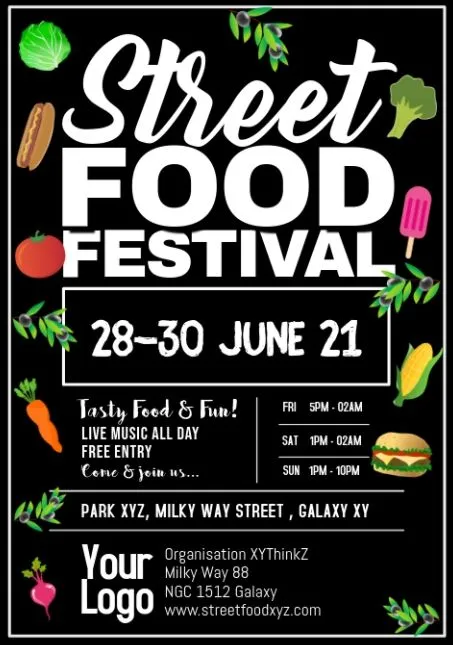 Street
FOOD
FESTIVAL
28-30 JUNE 21
Tasty Food & Fun!
LIVE MUSIC ALL DAY
FREE ENTRY
Come & join us...
FRI 5PM - 02AM
SAT 1PM - 02AM
SUN 1PM - 10PM
PARK XYZ, MILKY WAY STREET , GALAXY XY
Your
Logo
Organisation XYThinkZ
Milky Way 88
NGC 1512 Galaxy
www.streetfoodxyz.com